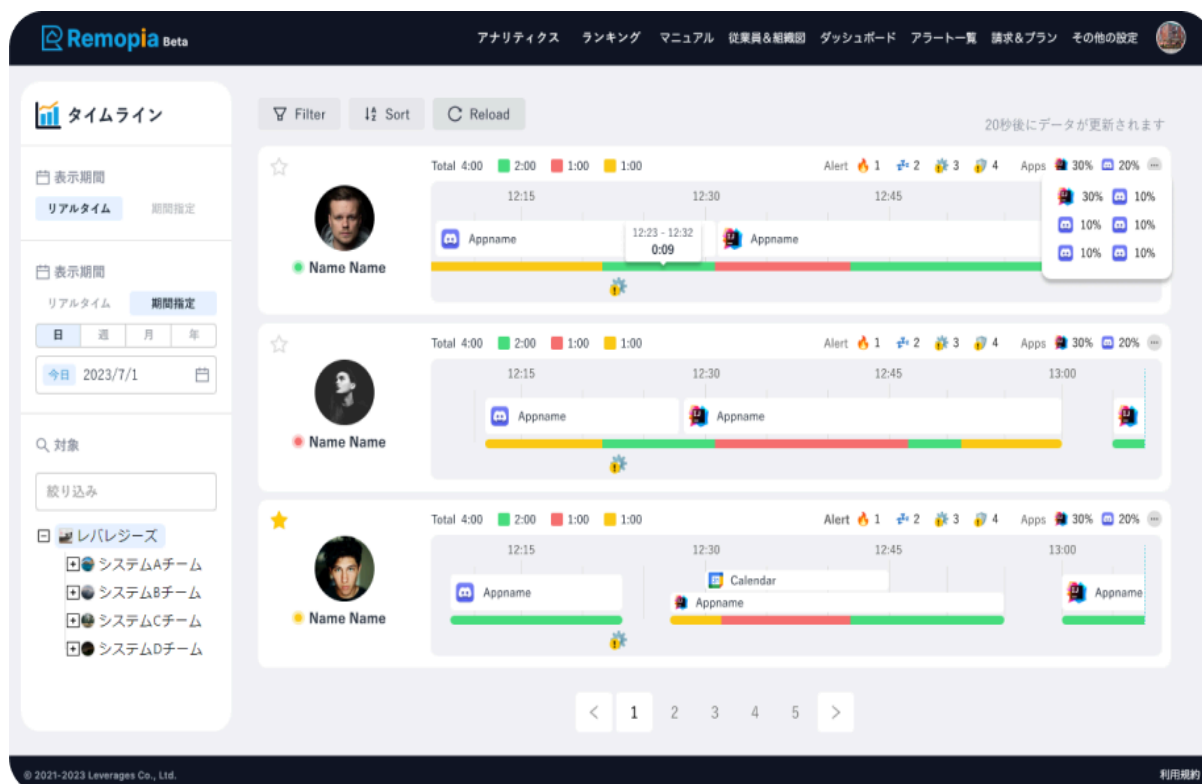 Remopia Beta
アナリティクス ランキング マニュアル 従業員&組織図 ダッシュボード アラート一覧 請求&プラン その他の設定
タイムライン
表示期間
リアルタイム 期間指定
表示期間
リアルタイム 期間指定
日 週 月 年
今日 2023/7/1
対象
絞り込み
レバレジーズ
システムAチーム
システムBチーム
システムCチーム
システムDチーム
Filter Sort Reload
20秒後にデータが更新されます
Total 4:00 2:00 1:00 1:00 Alert 1 2 3 4 Apps 30% 20%
12:15 12:30 12:45
30% 10%
10% 10%
10% 10%
Appname 12:23 - 12:32 Appname
0:09
Name Name
Total 4:00 2:00 1:00 1:00 Alert 1 2 3 4 Apps 30% 20%
12:15 12:30 12:45 13:00
Appname Appname
Name Name
Total 4:00 2:00 1:00 1:00 Alert 1 2 3 4 Apps 30% 20%
12:15 12:30 12:45 13:00
Calendar
Appname Appname Appname
Name Name
< 1 2 3 4 5 >
© 2021-2023 Leverages Co., Ltd. 利用規約